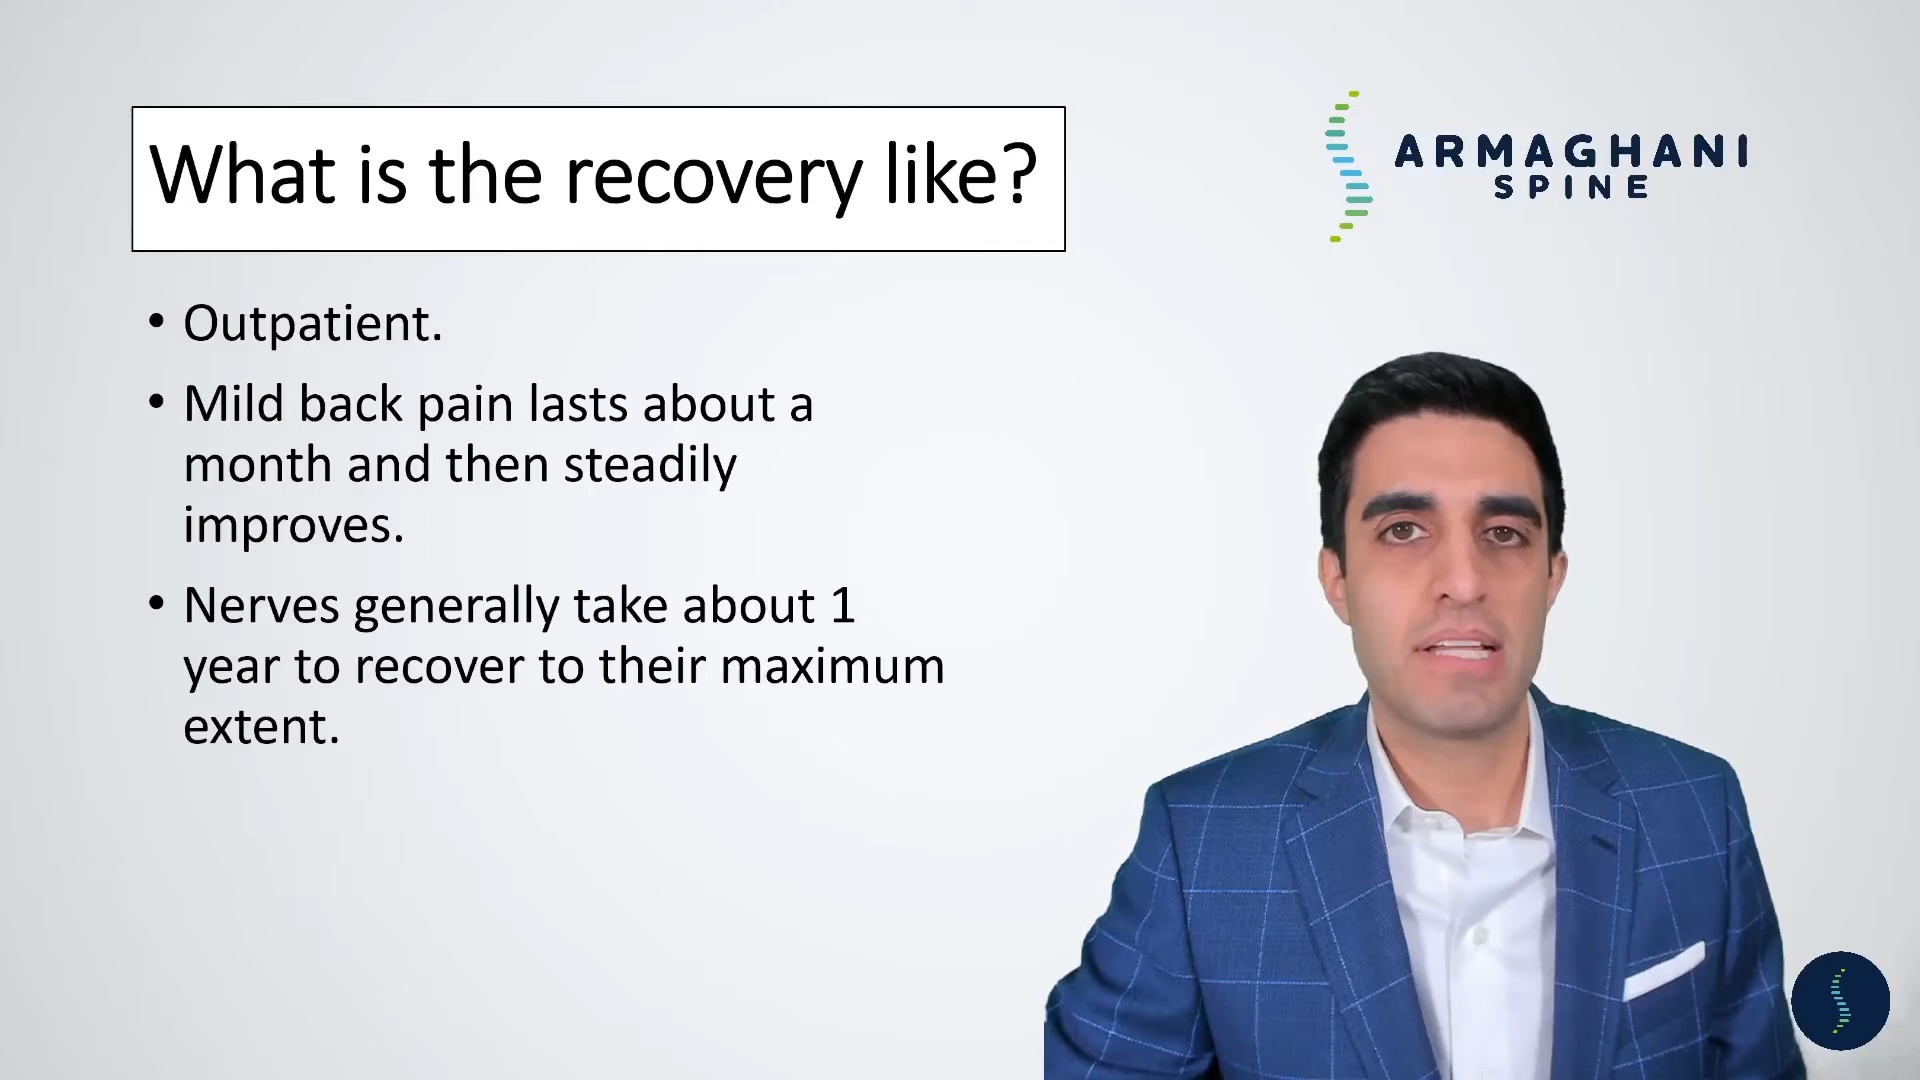 What is the recovery like?
ARMAGHANI
SPINE
• Outpatient.
• Mild back pain lasts about a
month and then steadily
improves.
• Nerves generally take about 1
year to recover to their maximum
extent.